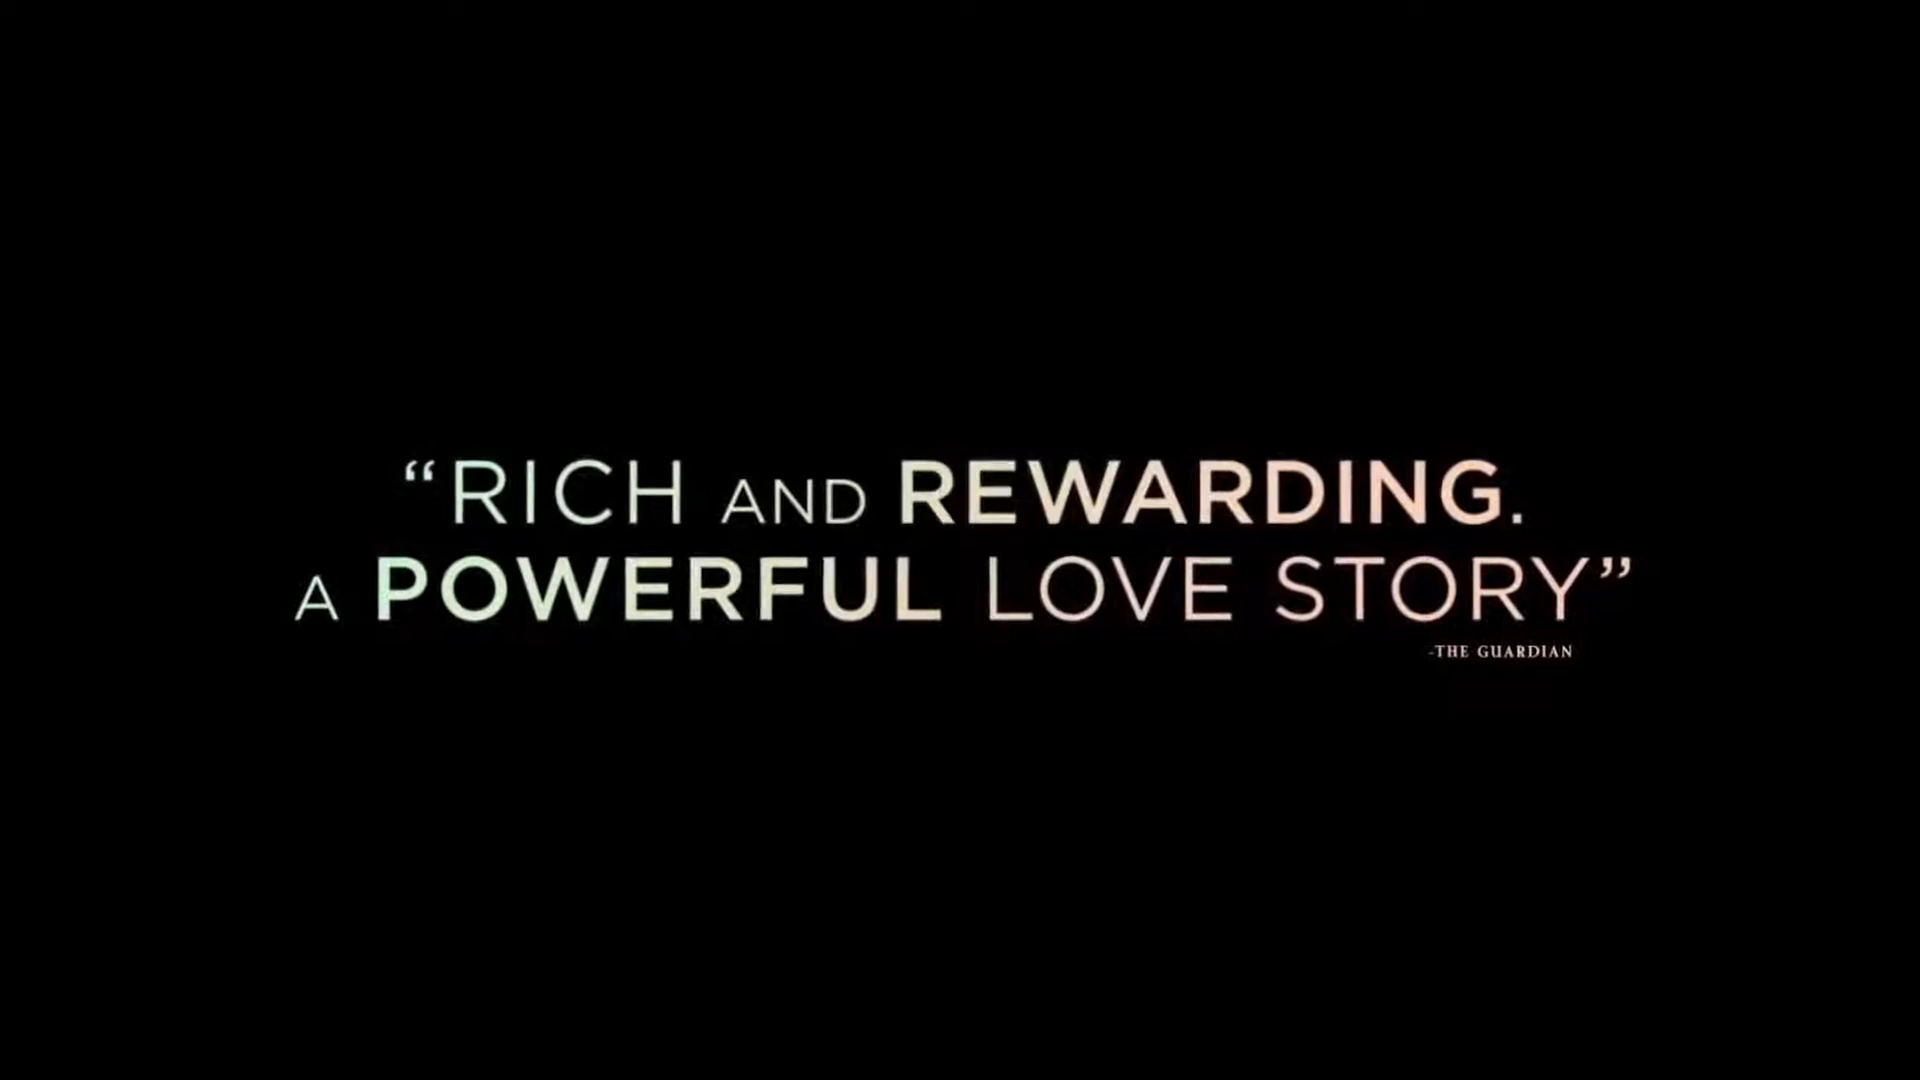 “RICH AND REWARDING.
A POWERFUL LOVE STORY”
-THE GUARDIAN